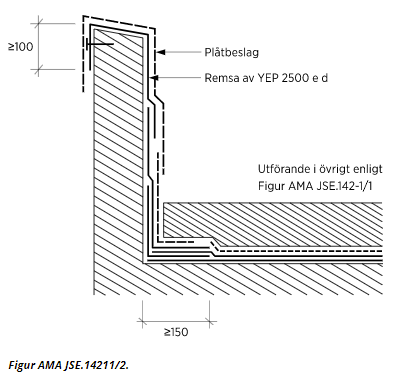 ≥100
Plåtbeslag
Remsa av YEP 2500 e d
Utförande i övrigt enligt
Figur AMA JSE.142-1/1
≥150
Figur AMA JSE.14211/2.